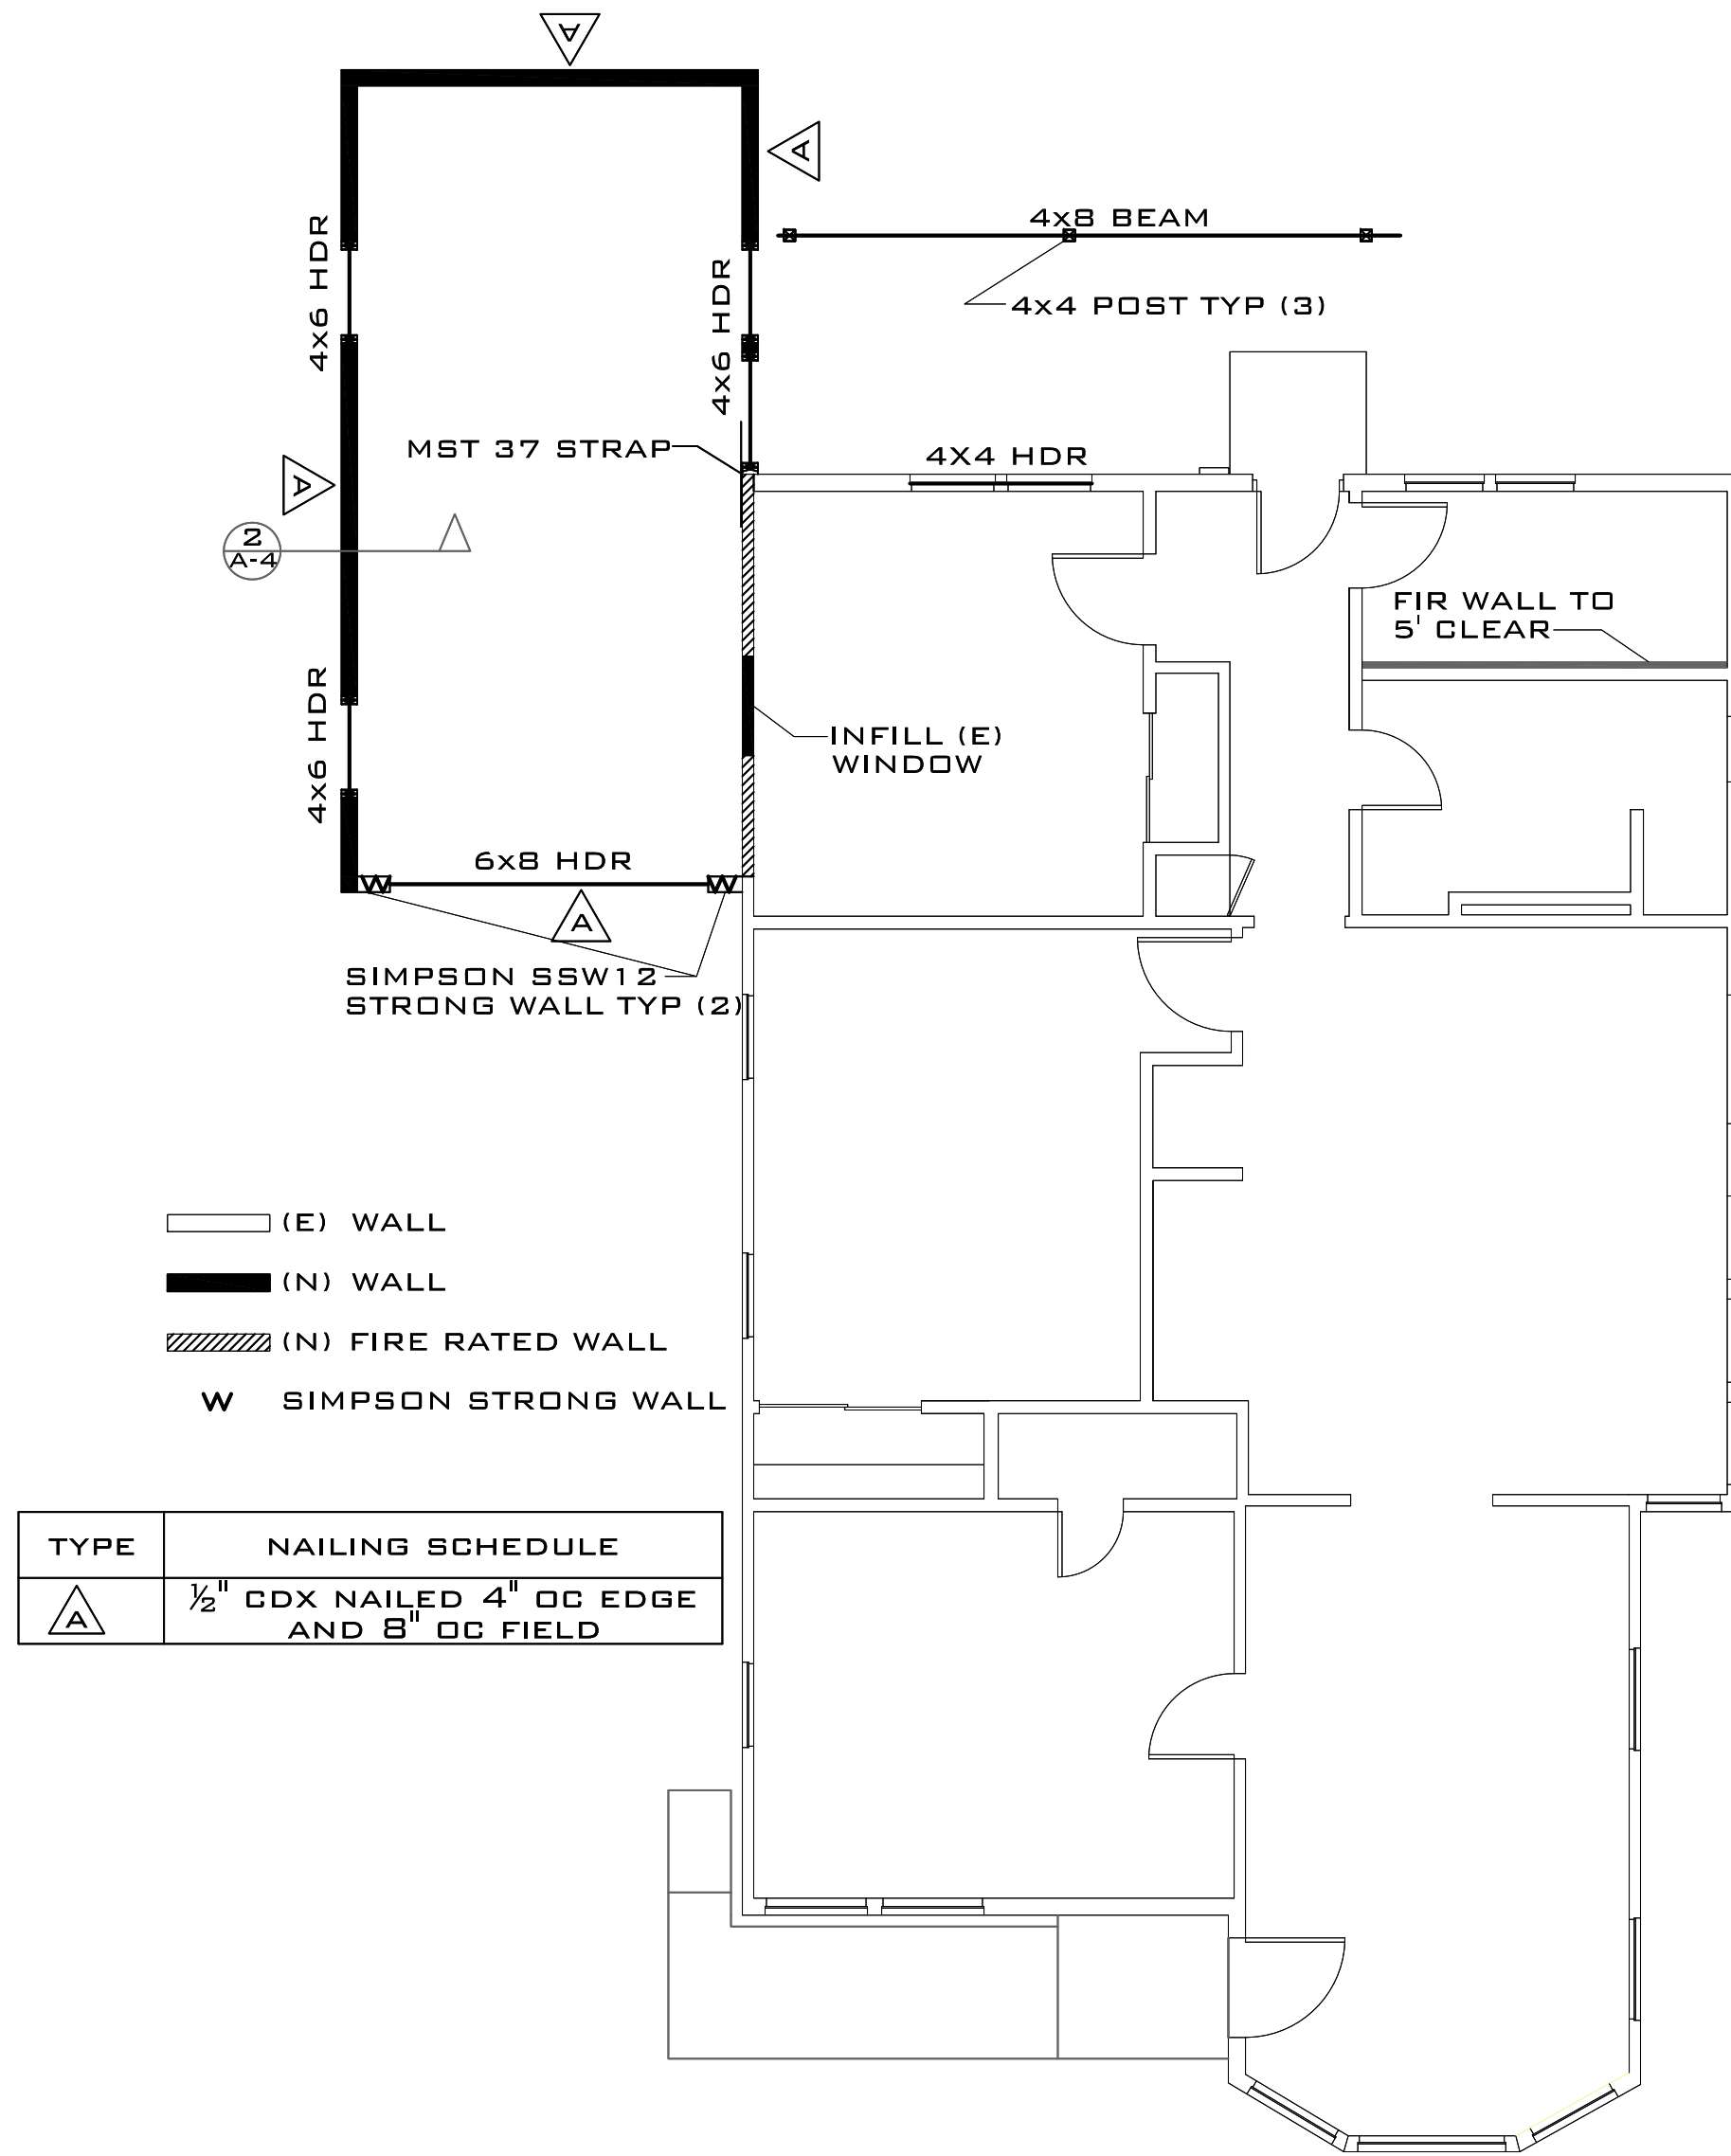 A
A
4x8 BEAM
4x6 HDR
4x6 HDR
4x4 POST TYP (3)
MST 37 STRAP
4X4 HDR
A
2
A-4
FIR WALL TO
5' CLEAR
4x6 HDR
INFILL (E)
WINDOW
6x8 HDR
W
W
A
SIMPSON SSW12
STRONG WALL TYP (2)
(E) WALL
(N) WALL
(N) FIRE RATED WALL
W SIMPSON STRONG WALL
TYPE NAILING SCHEDULE
A ½" CDX NAILED 4" OC EDGE
AND 8" OC FIELD